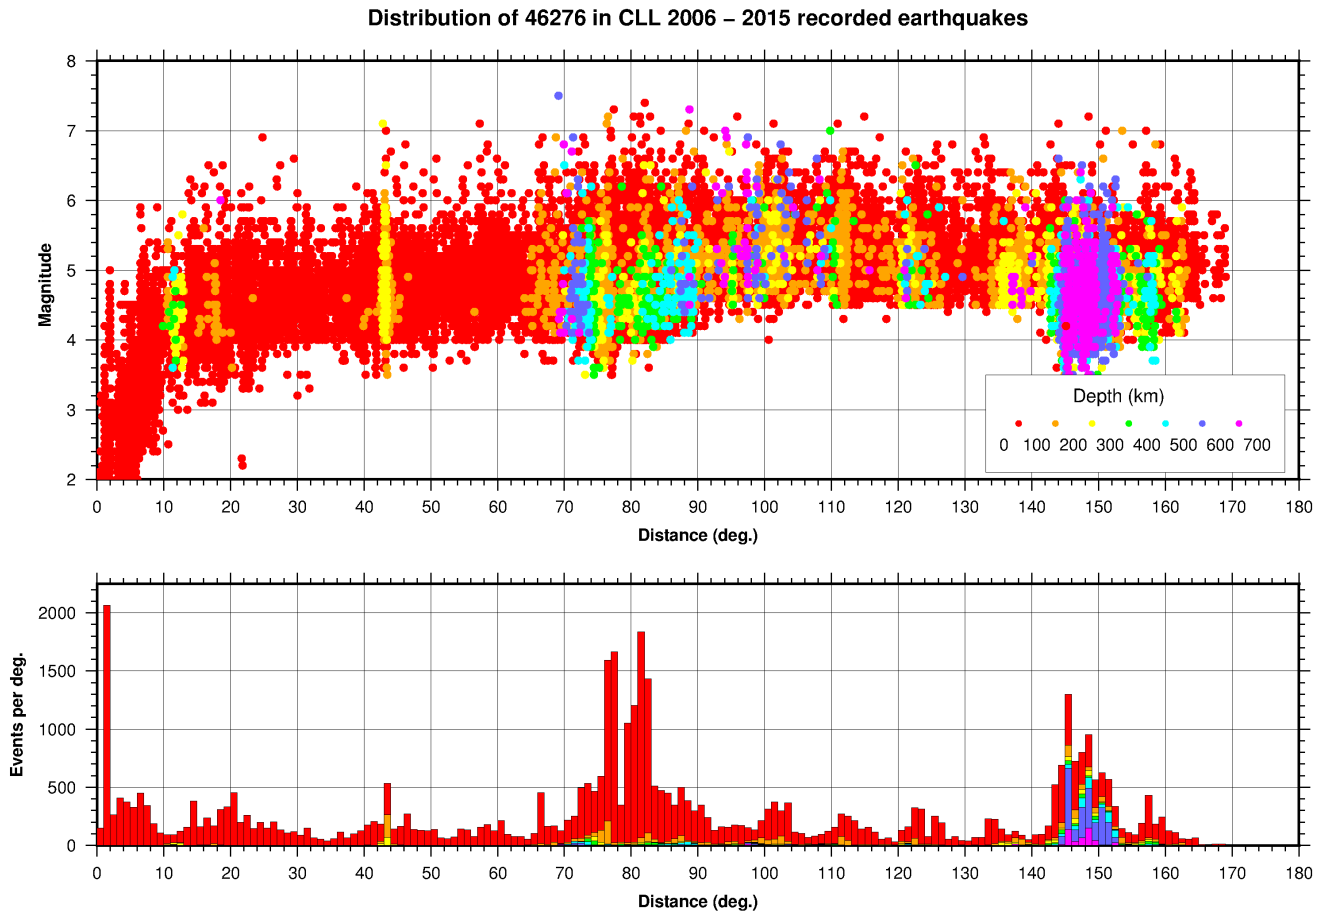 Distribution of 46276 in CLL 2006 – 2015 recorded earthquakes
8
7
6
5
4
3
2
Magnitude
Depth (km)
0 100 200 300 400 500 600 700
0 10 20 30 40 50 60 70 80 90 100 110 120 130 140 150 160 170 180
Distance (deg.)
2000
1500
1000
500
0
Events per deg.
0 10 20 30 40 50 60 70 80 90 100 110 120 130 140 150 160 170 180
Distance (deg.)